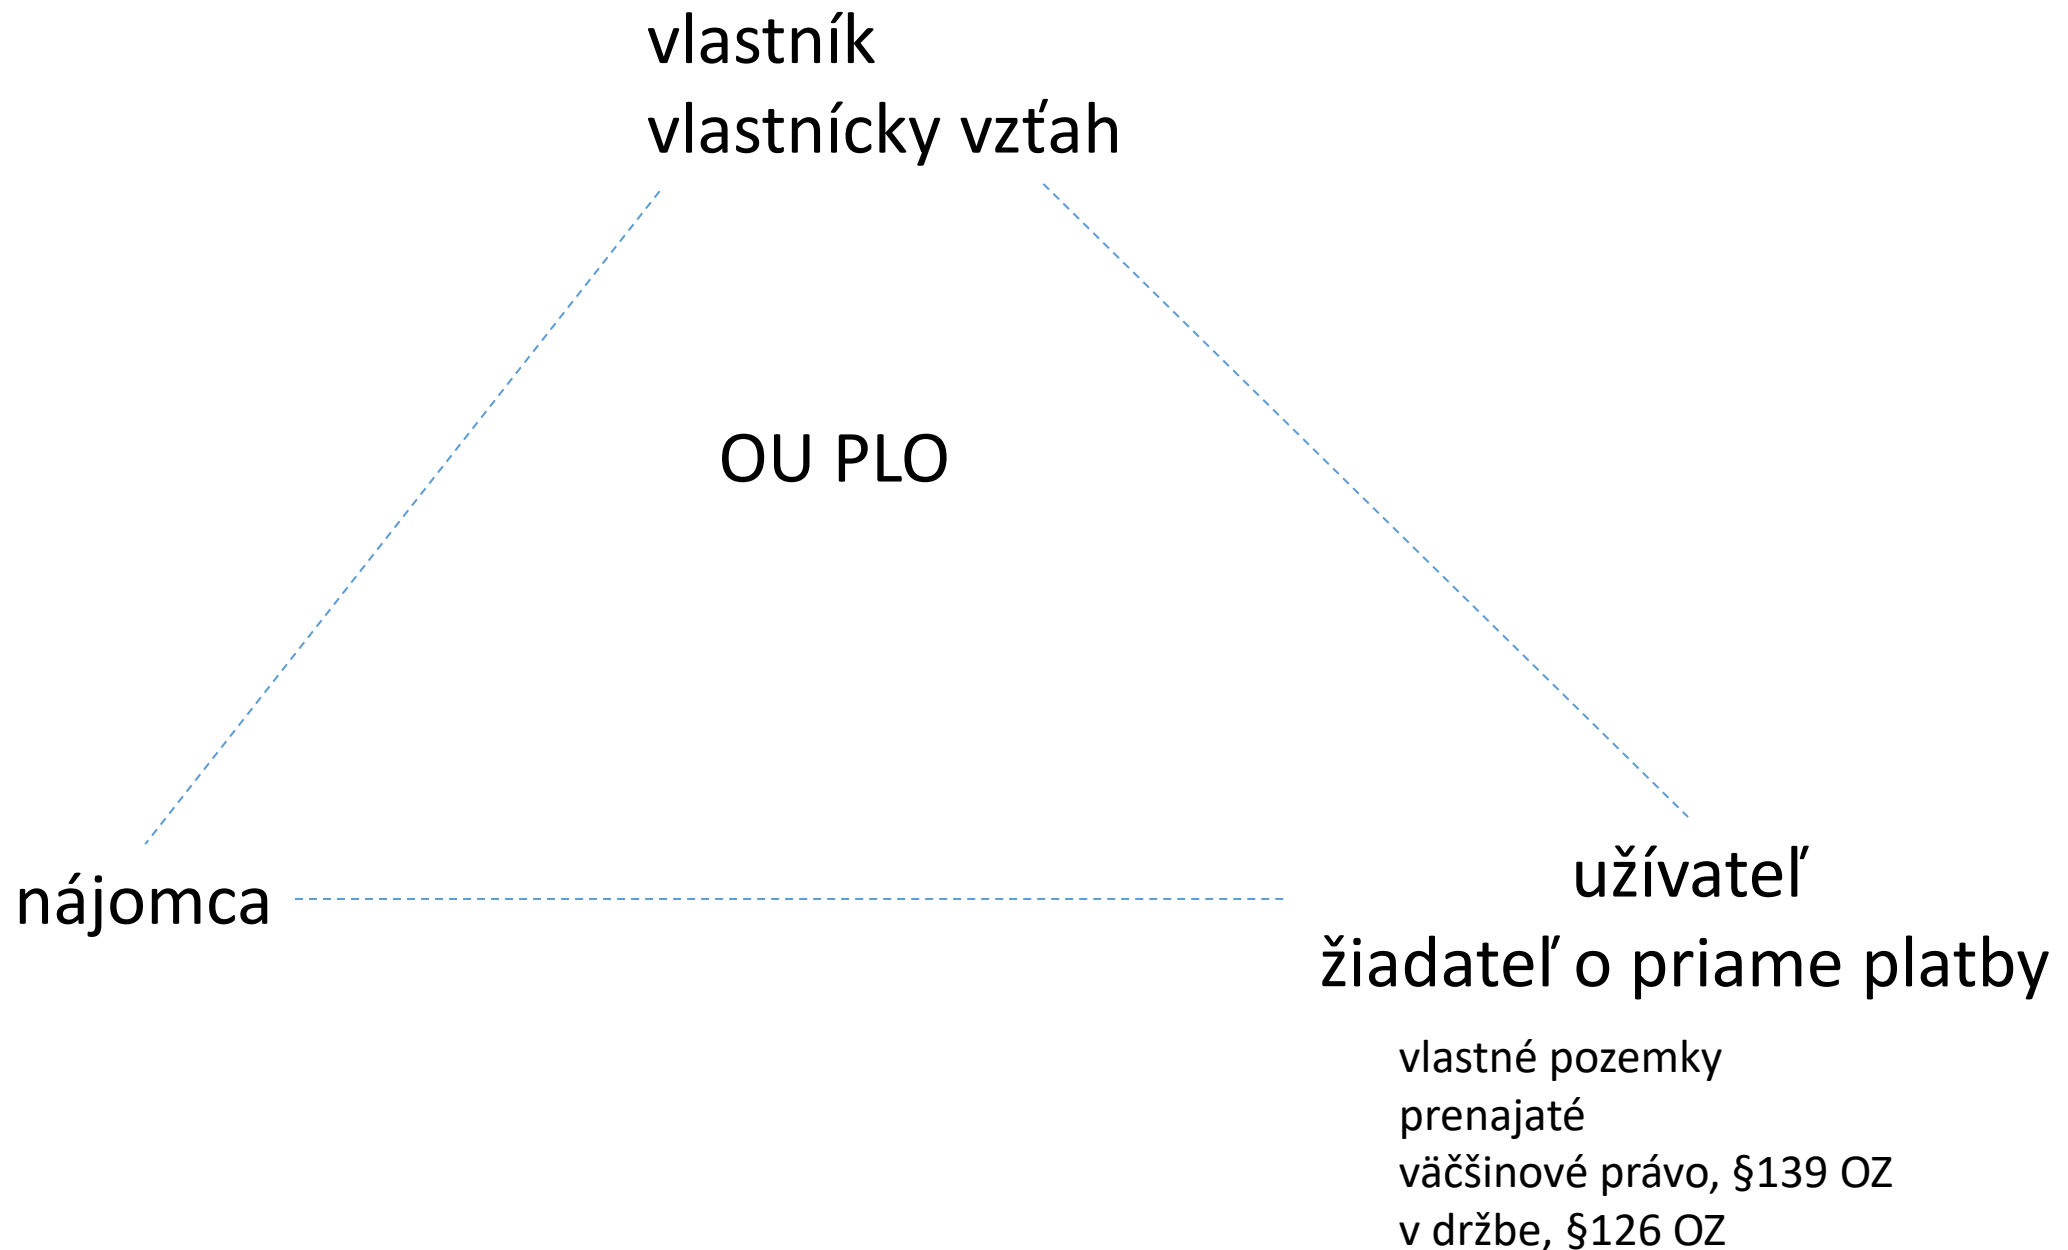 vlastník
vlastnícky vzťah
OU PLO
nájomca
užívateľ
žiadateľ o priame platby
vlastné pozemky
prenajaté
väčšinové právo, §139 OZ
v držbe, §126 OZ